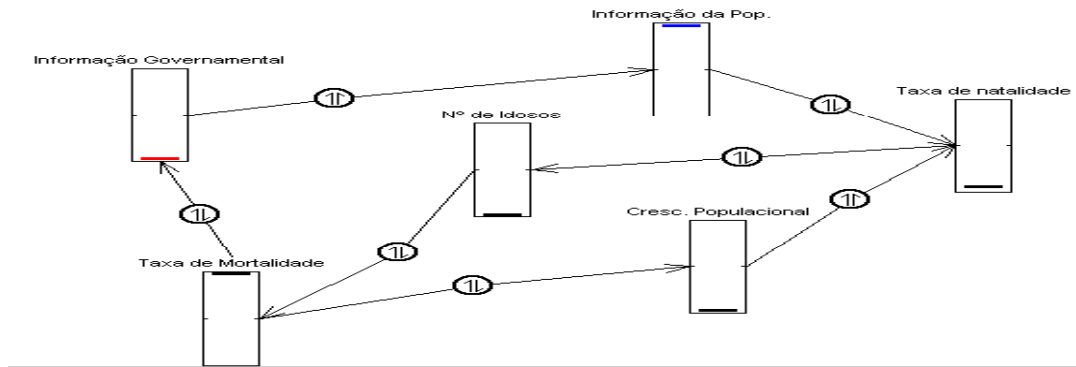 Informação da Pop.
Informação Governamental
Taxa de natalidade
Nº de Idosos
Cresc. Populacional
Taxa de Mortalidade